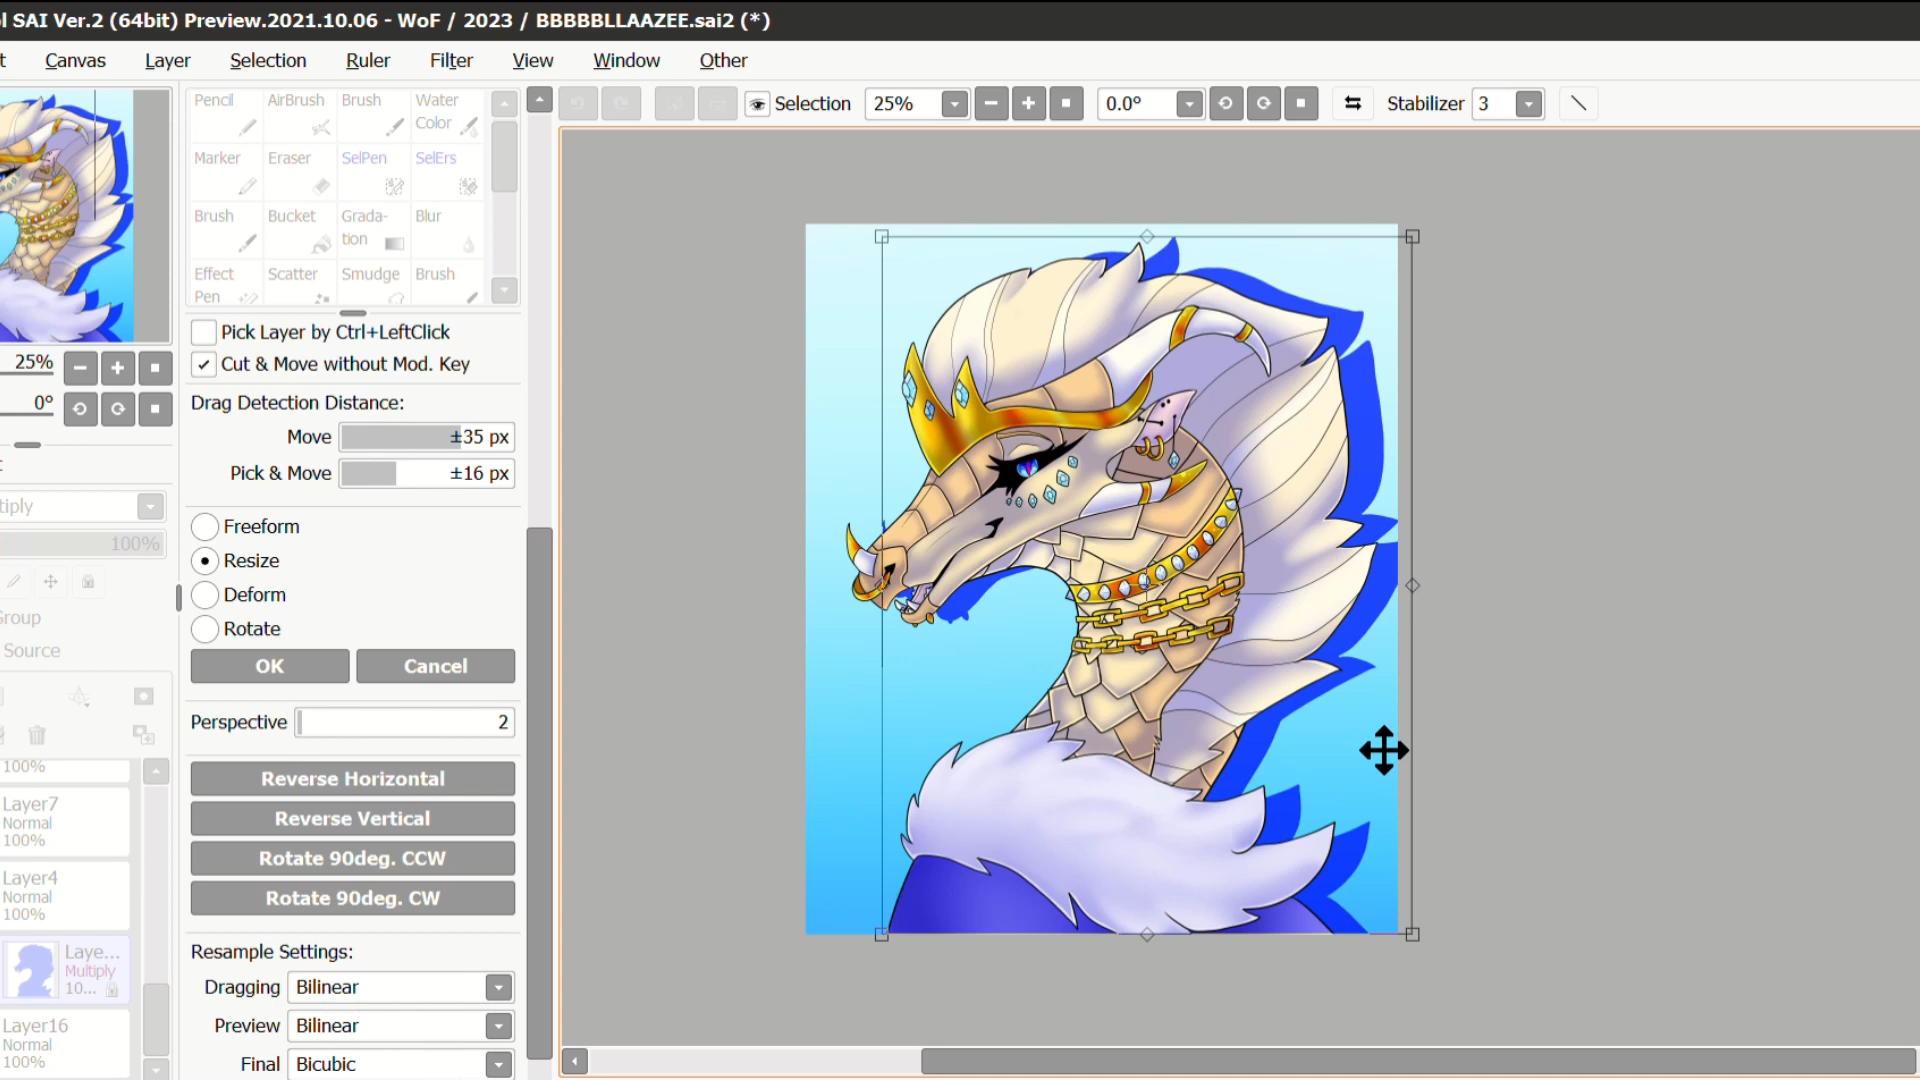 l SAI Ver.2 (64bit) Preview.2021.10.06 - WoF / 2023 / BBBBBLLAAZEE.sai2 (*)
t Canvas Layer Selection Ruler Filter View Window Other
Selection 25% 0.0° Stabilizer 3
Pencil AirBrush Brush Water Color
Marker Eraser SelPen SelErs
Brush Bucket Grada-tion Blur
Effect Pen Scatter Smudge Brush
Pick Layer by Ctrl+LeftClick
Cut & Move without Mod. Key
25%
0°
Drag Detection Distance:
Move ±35 px
Pick & Move ±16 px
tiply
100%
Freeform
Resize
Deform
Rotate
Group
Source
OK Cancel
Perspective 2
Reverse Horizontal
Reverse Vertical
Rotate 90deg. CCW
Rotate 90deg. CW
100%
Layer7
Normal
100%
Layer4
Normal
100%
Laye...
Multiply
10...
Layer16
Normal
100%
Resample Settings:
Dragging Bilinear
Preview Bilinear
Final Bicubic